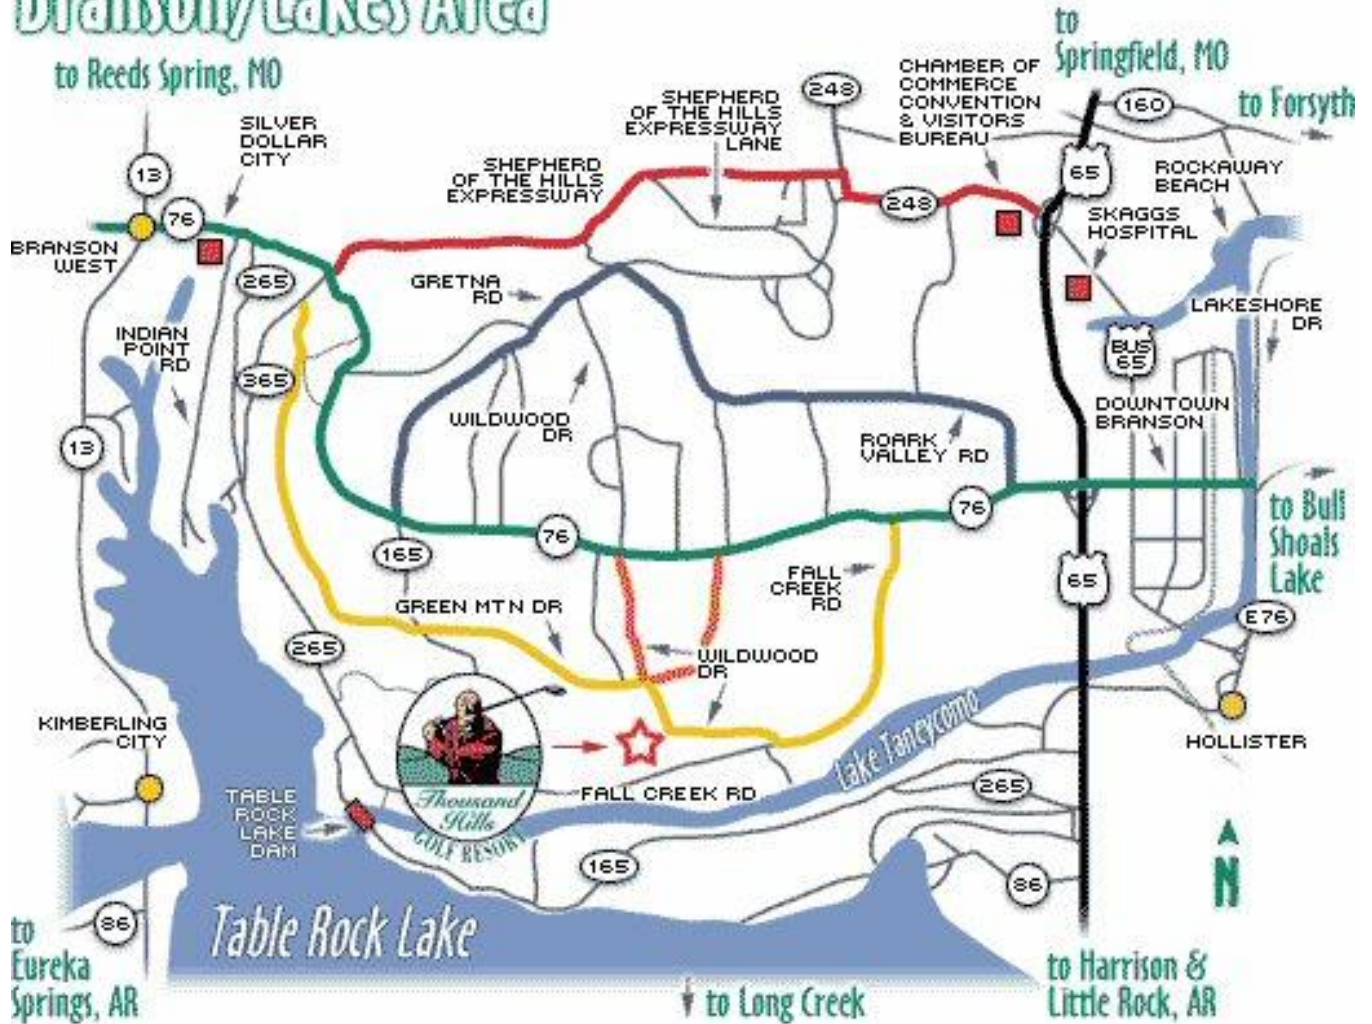 Branson/Lakes Area
to
Springfield, MO
to Reeds Spring, MO
to Forsyth
CHAMBER OF
COMMERCE
CONVENTION
& VISITORS
BUREAU
248
160
SHEPHERD
OF THE HILLS
EXPRESSWAY
LANE
SILVER
DOLLAR
CITY
13
76
SHEPHERD
OF THE HILLS
EXPRESSWAY
65
ROCKAWAY
BEACH
248
SKAGGS
HOSPITAL
BRANSON
WEST
265
GRETNA
RD
LAKESHORE
DR
INDIAN
POINT
RD
BUS
65
365
WILDWOOD
DR
DOWNTOWN
BRANSON
13
ROARK
VALLEY RD
76
76
to Bull
Shoals
Lake
165
FALL
CREEK
RD
65
GREEN MTN DR
E76
265
WILDWOOD
DR
KIMBERLING
CITY
Lake Taneycomo
HOLLISTER
TABLE
ROCK
LAKE
DAM
Thousand
Hills
GOLF RESORT
FALL CREEK RD
265
165
86
N
86
Table Rock Lake
to
Eureka
Springs, AR
to Long Creek
to Harrison &
Little Rock, AR